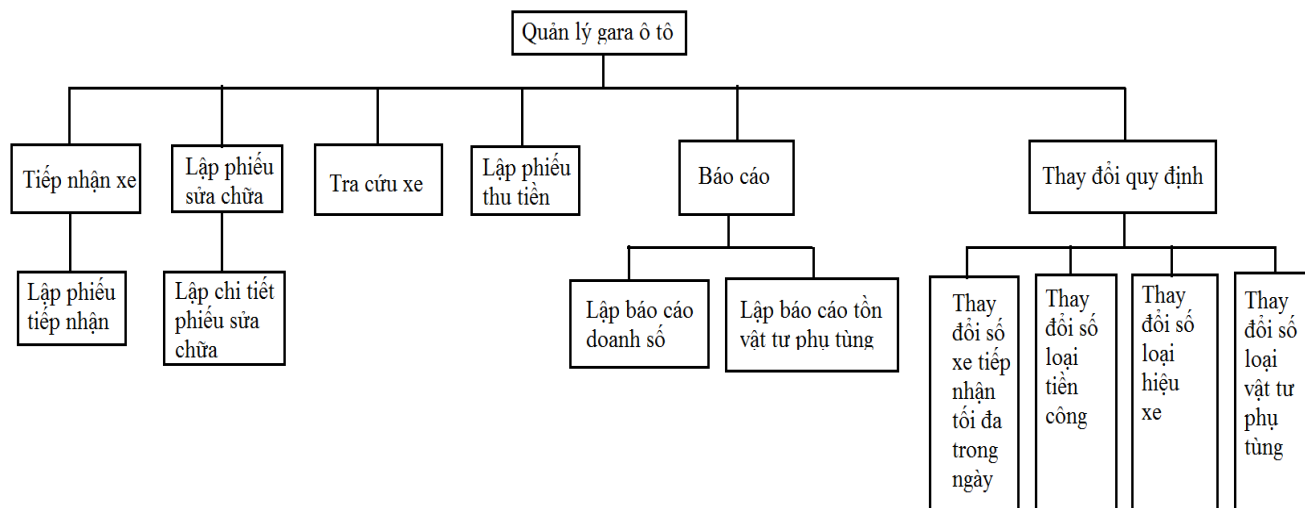 Quản lý gara ô tô
Tiếp nhận xe
Lập phiếu
sửa chữa
Tra cứu xe
Lập phiếu
thu tiền
Báo cáo
Thay đổi quy định
Lập phiếu
tiếp nhận
Lập chi tiết
phiếu sửa
chữa
Lập báo cáo
doanh số
Lập báo cáo tồn
vật tư phụ tùng
Thay
đổi số
xe tiếp
nhận
tối đa
trong
ngày
Thay
đổi số
loại
tiền
công
Thay
đổi số
loại
hiệu
xe
Thay
đổi số
loại
vật tư
phụ
tùng